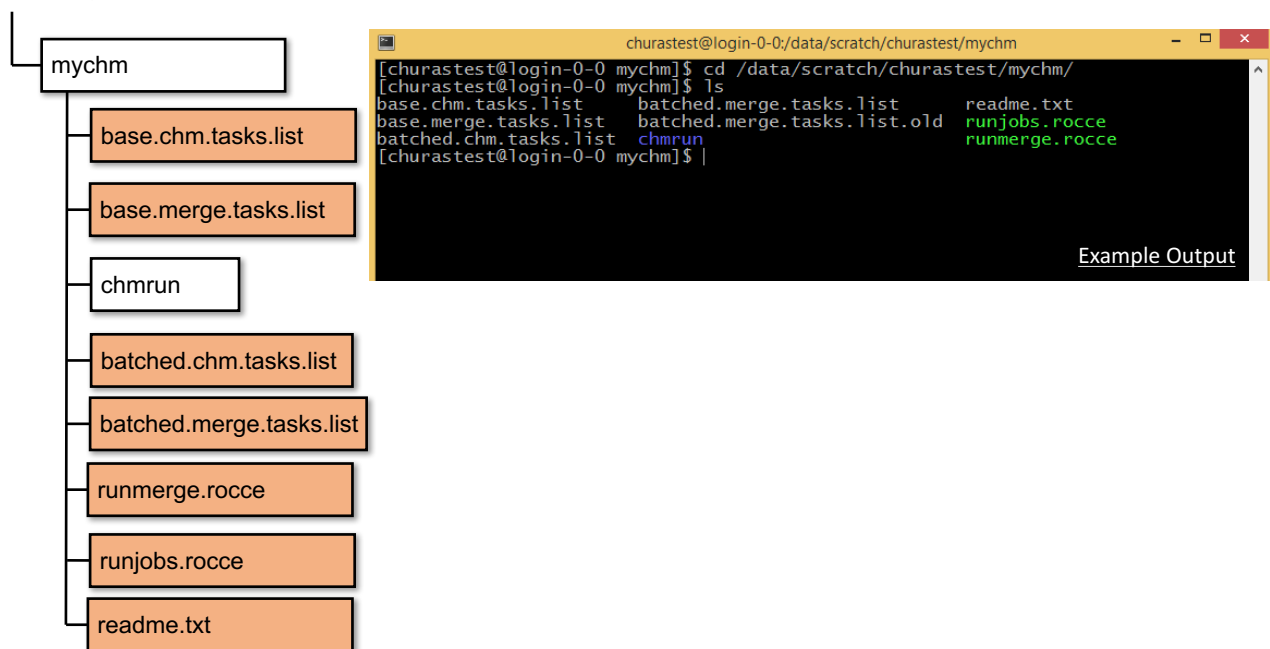 mychm
base.chm.tasks.list
base.merge.tasks.list
chmrun
batched.chm.tasks.list
batched.merge.tasks.list
runmerge.rocce
runjobs.rocce
readme.txt
churastest@login-0-0:/data/scratch/churastest/mychm
[churastest@login-0-0 mychm]$ cd /data/scratch/churastest/mychm/
[churastest@login-0-0 mychm]$ ls
base.chm.tasks.list batched.merge.tasks.list readme.txt
base.merge.tasks.list batched.merge.tasks.list.old runjobs.rocce
batched.chm.tasks.list chmrun runmerge.rocce
[churastest@login-0-0 mychm]$
Example Output